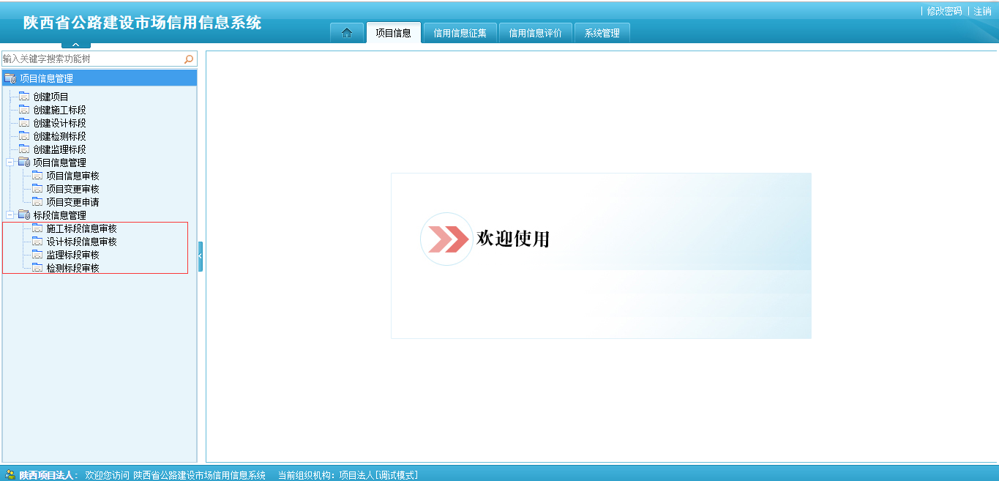 修改密码 注销
陕西省公路建设市场信用信息系统
项目信息 信用信息征集 信用信息评价 系统管理
输入关键字搜索功能树
项目信息管理
创建项目
创建施工标段
创建设计标段
创建检测标段
创建监理标段
项目信息管理
项目信息审核
项目变更审核
项目变更申请
标段信息管理
施工标段信息审核
设计标段信息审核
监理标段审核
检测标段审核
欢迎使用
陕西项目法人: 欢迎您访问 陕西省公路建设市场信用信息系统 当前组织机构: 项目法人[调试模式]